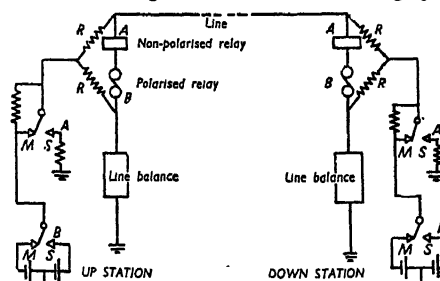 Line
R A A R
Non-polarised relay
Polarised relay
R B B R
A A
M S M S
Line balance Line balance
B B
M S M S
UP STATION DOWN STATION